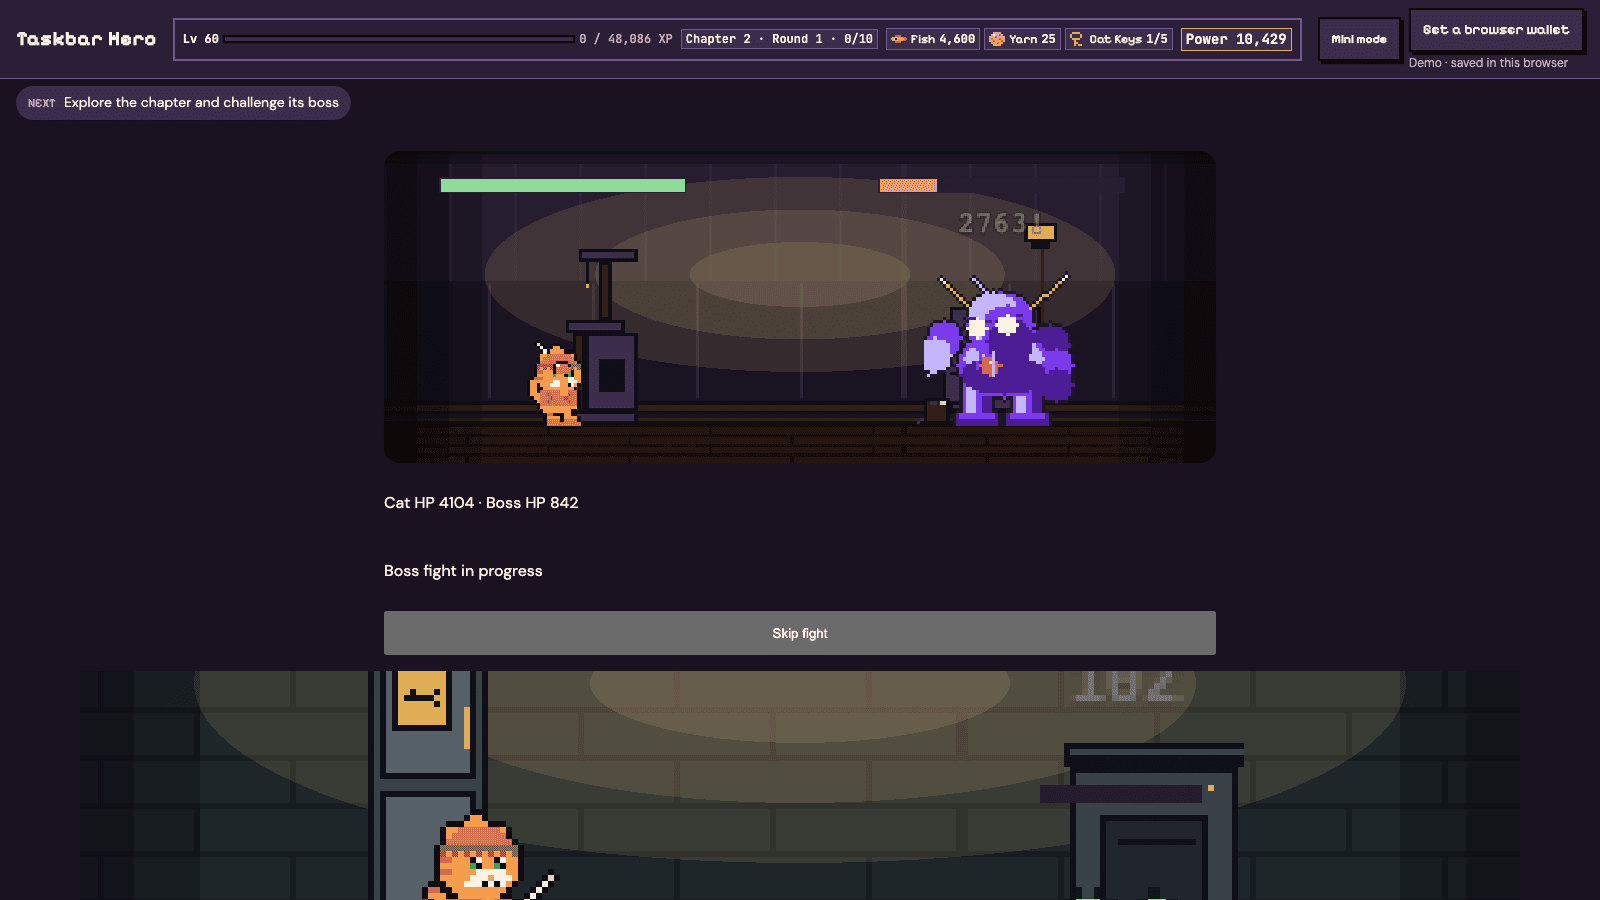 Taskbar Hero
Lv 60
0 / 48,086 XP
Chapter 2 · Round 1 · 0/10
Fish 4,600
Yarn 25
Oat Keys 1/5
Power 10,429
Mini mode
Get a browser wallet
Demo · saved in this browser
NEXT Explore the chapter and challenge its boss
2763!
Cat HP 4104 · Boss HP 842
Boss fight in progress
Skip fight